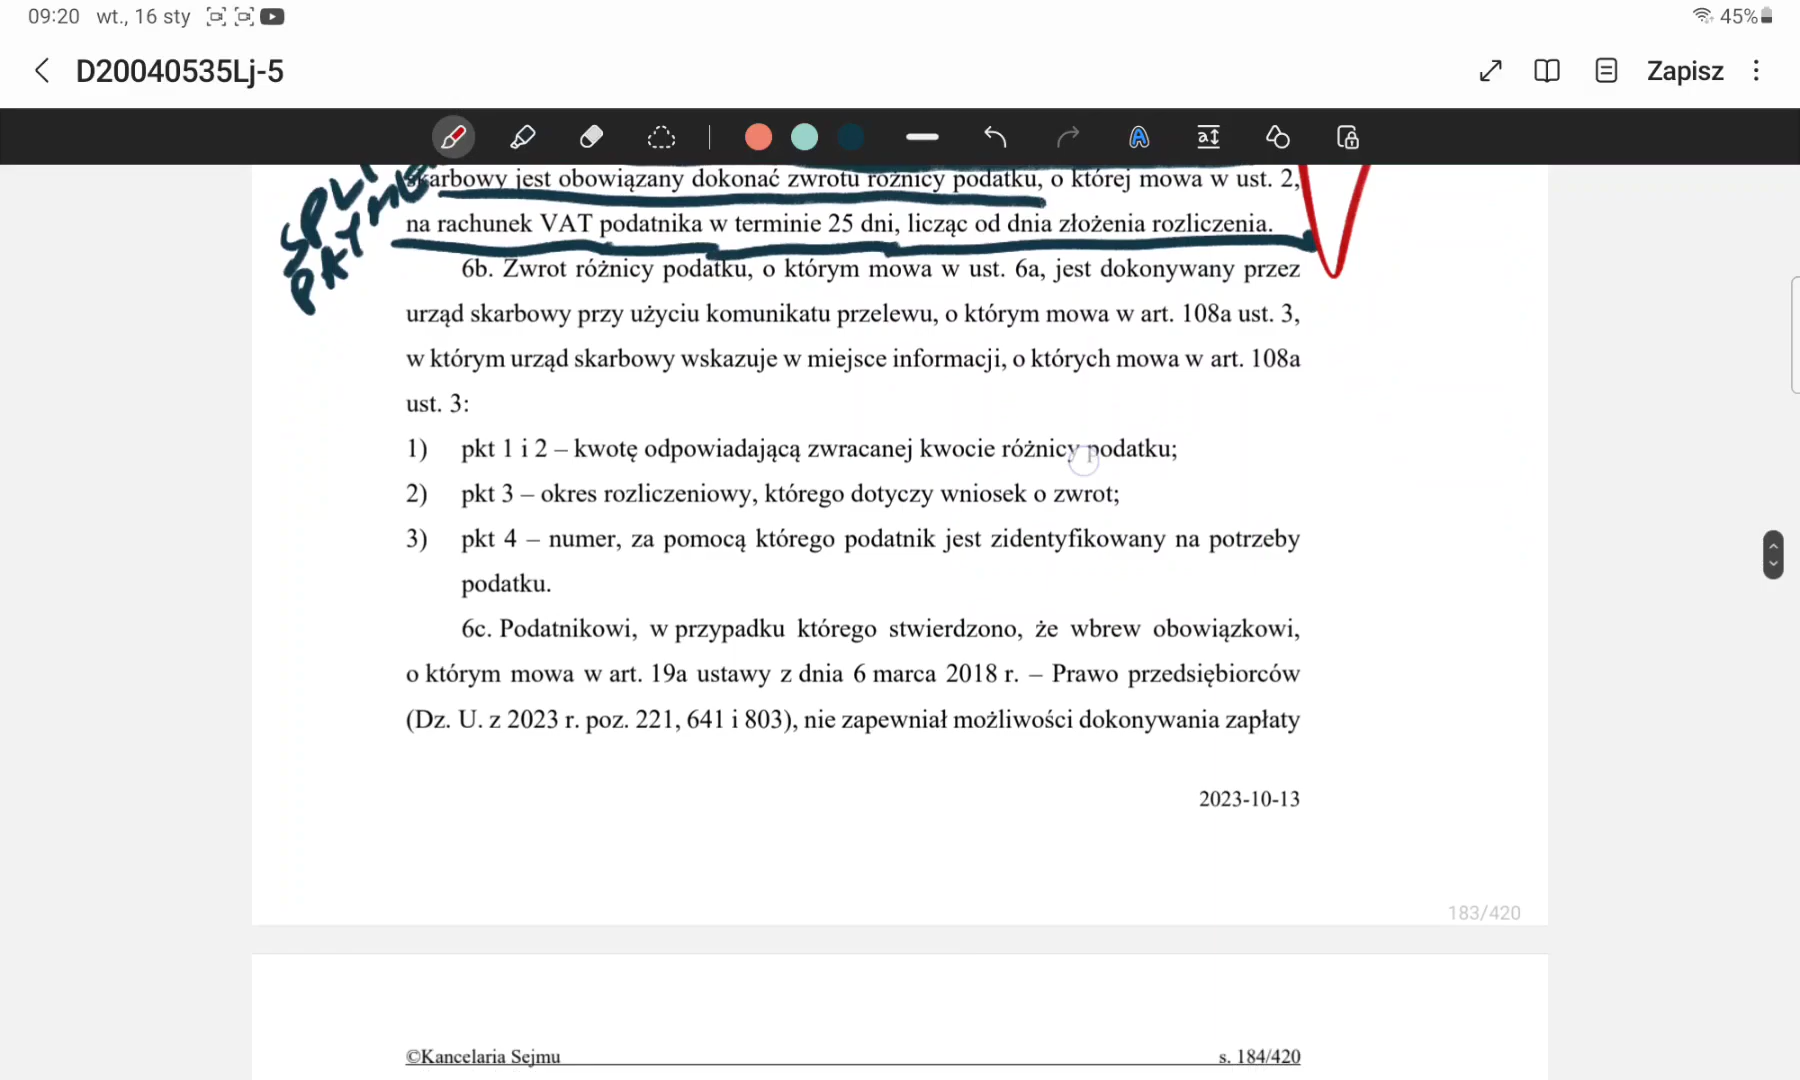 09:20 wt., 16 sty 45%
D20040535Lj-5 Zapisz
skarbowy jest obowiązany dokonać zwrotu różnicy podatku, o której mowa w ust. 2,
na rachunek VAT podatnika w terminie 25 dni, licząc od dnia złożenia rozliczenia.
6b. Zwrot różnicy podatku, o którym mowa w ust. 6a, jest dokonywany przez
urząd skarbowy przy użyciu komunikatu przelewu, o którym mowa w art. 108a ust. 3,
w którym urząd skarbowy wskazuje w miejsce informacji, o których mowa w art. 108a
ust. 3:
1) pkt 1 i 2 – kwotę odpowiadającą zwracanej kwocie różnicy podatku;
2) pkt 3 – okres rozliczeniowy, którego dotyczy wniosek o zwrot;
3) pkt 4 – numer, za pomocą którego podatnik jest zidentyfikowany na potrzeby
podatku.
6c. Podatnikowi, w przypadku którego stwierdzono, że wbrew obowiązkowi,
o którym mowa w art. 19a ustawy z dnia 6 marca 2018 r. – Prawo przedsiębiorców
(Dz. U. z 2023 r. poz. 221, 641 i 803), nie zapewniał możliwości dokonywania zapłaty
2023-10-13
183/420
©Kancelaria Sejmu s. 184/420